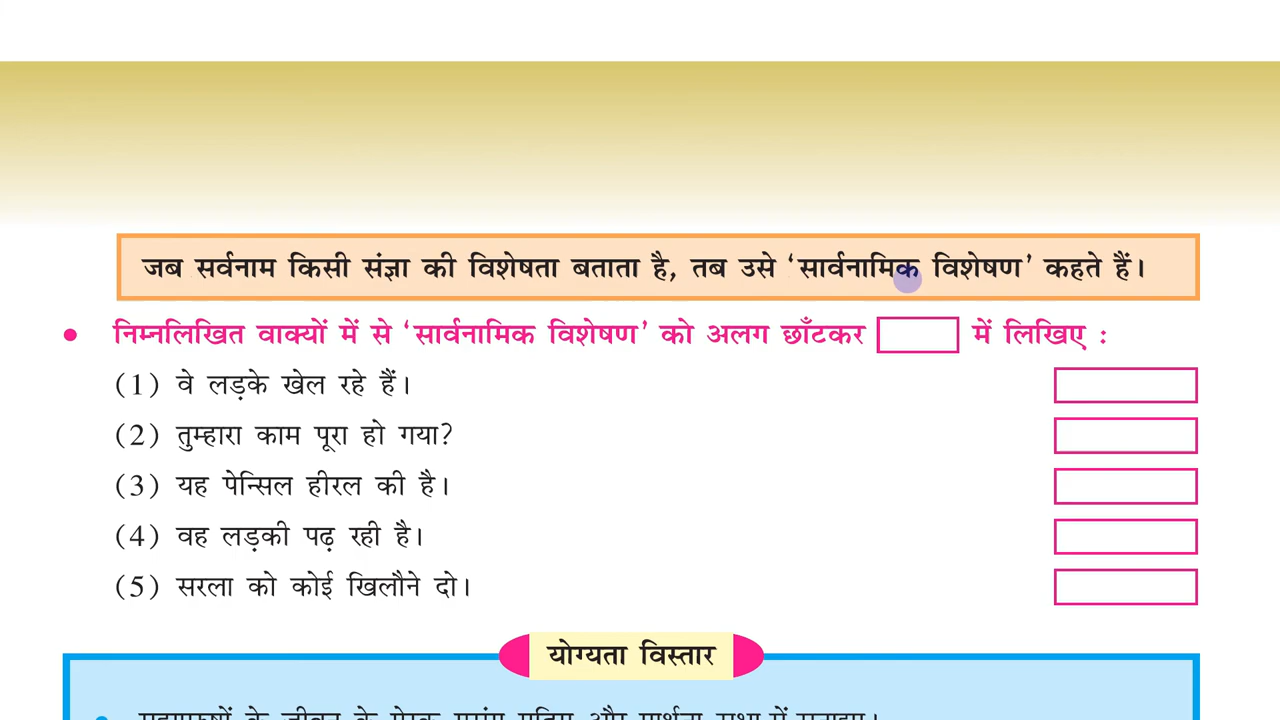 जब सर्वनाम किसी संज्ञा की विशेषता बताता है, तब उसे ‘सार्वनामिक विशेषण’ कहते हैं।
• निम्नलिखित वाक्यों में से ‘सार्वनामिक विशेषण’ को अलग छाँटकर में लिखिए :
(1) वे लड़के खेल रहे हैं।
(2) तुम्हारा काम पूरा हो गया?
(3) यह पेन्सिल हीरल की है।
(4) वह लड़की पढ़ रही है।
(5) सरला को कोई खिलौने दो।
योग्यता विस्तार